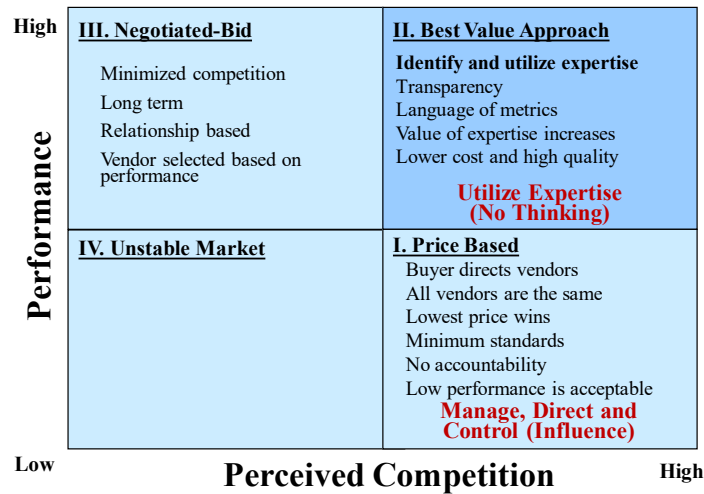 High
III. Negotiated-Bid
Minimized competition
Long term
Relationship based
Vendor selected based on
performance
II. Best Value Approach
Identify and utilize expertise
Transparency
Language of metrics
Value of expertise increases
Lower cost and high quality
Utilize Expertise
(No Thinking)
Performance
IV. Unstable Market
I. Price Based
Buyer directs vendors
All vendors are the same
Lowest price wins
Minimum standards
No accountability
Low performance is acceptable
Manage, Direct and
Control (Influence)
Low
Perceived Competition
High